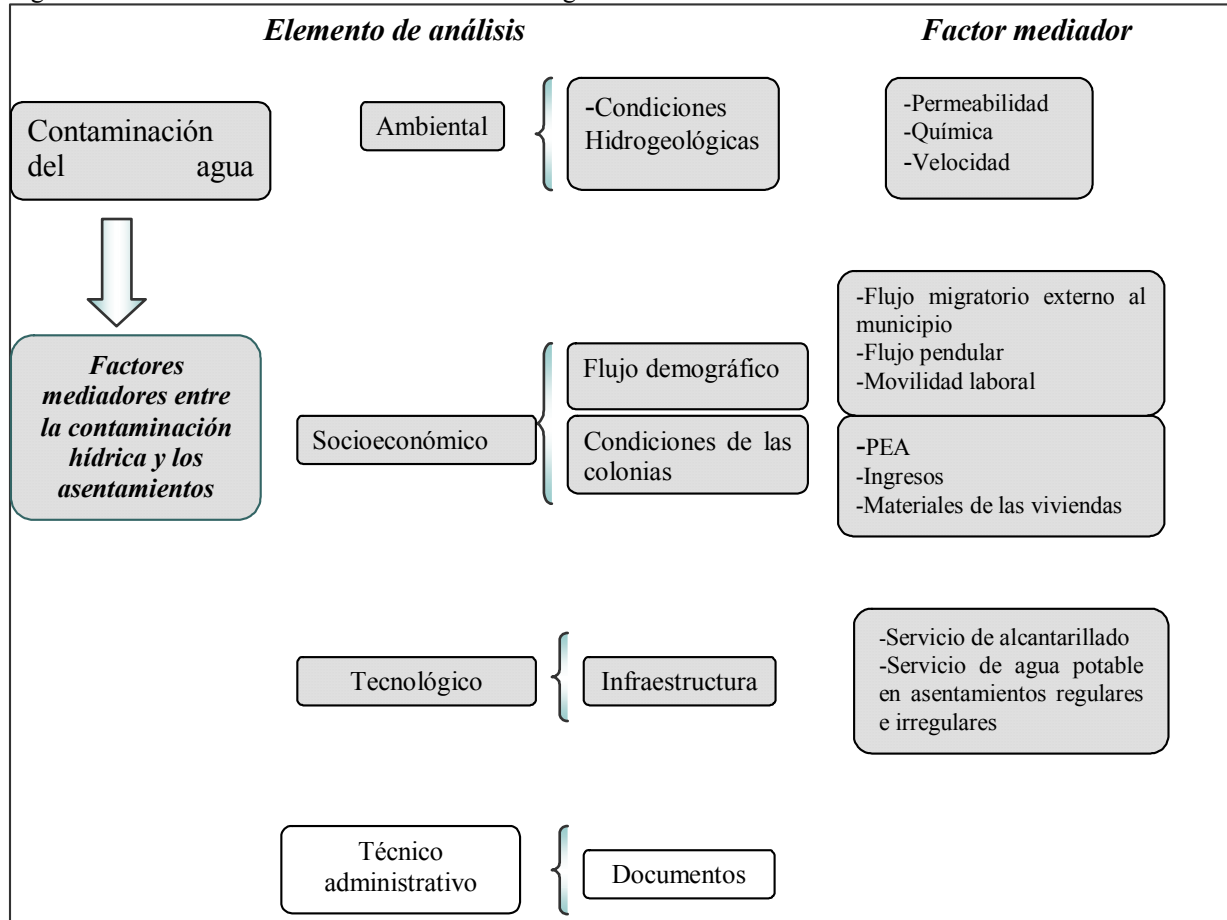 Elemento de análisis
Factor mediador
Contaminación
del agua
Ambiental
-Condiciones
Hidrogeológicas
-Permeabilidad
-Química
-Velocidad
Factores
mediadores entre
la contaminación
hídrica y los
asentamientos
Socioeconómico
Flujo demográfico
Condiciones de las
colonias
-Flujo migratorio externo al
municipio
-Flujo pendular
-Movilidad laboral
-PEA
-Ingresos
-Materiales de las viviendas
Tecnológico
Infraestructura
-Servicio de alcantarillado
-Servicio de agua potable
en asentamientos regulares
e irregulares
Técnico
administrativo
Documentos